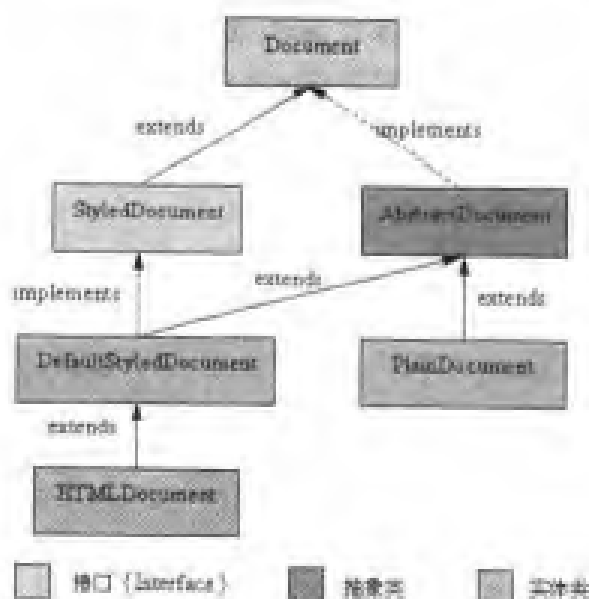 Document
extends
implements
StyledDocument
AbstractDocument
extends
implements
DefaultStyledDocument
extends
PlainDocument
extends
HTMLDocument
接口 (Interface)
抽象类
实体类